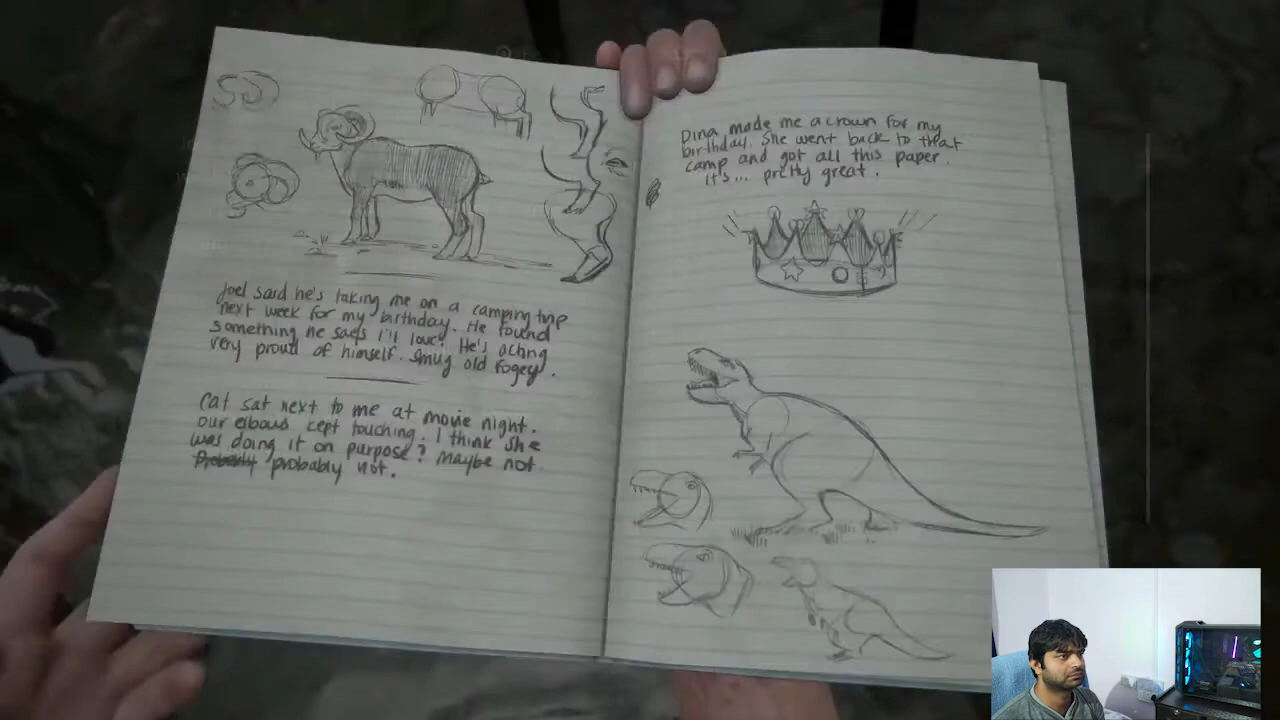 Joel said he's taking me on a camping trip
next week for my birthday. He found
something he says I'll love. He's acting
very proud of himself. Smug old fogey.
Cat sat next to me at movie night.
Our elbows kept touching. I think she
was doing it on purpose? Maybe not.
Probably probably not.
Dina made me a crown for my
birthday. She went back to that
camp and got all this paper.
It's... pretty great.